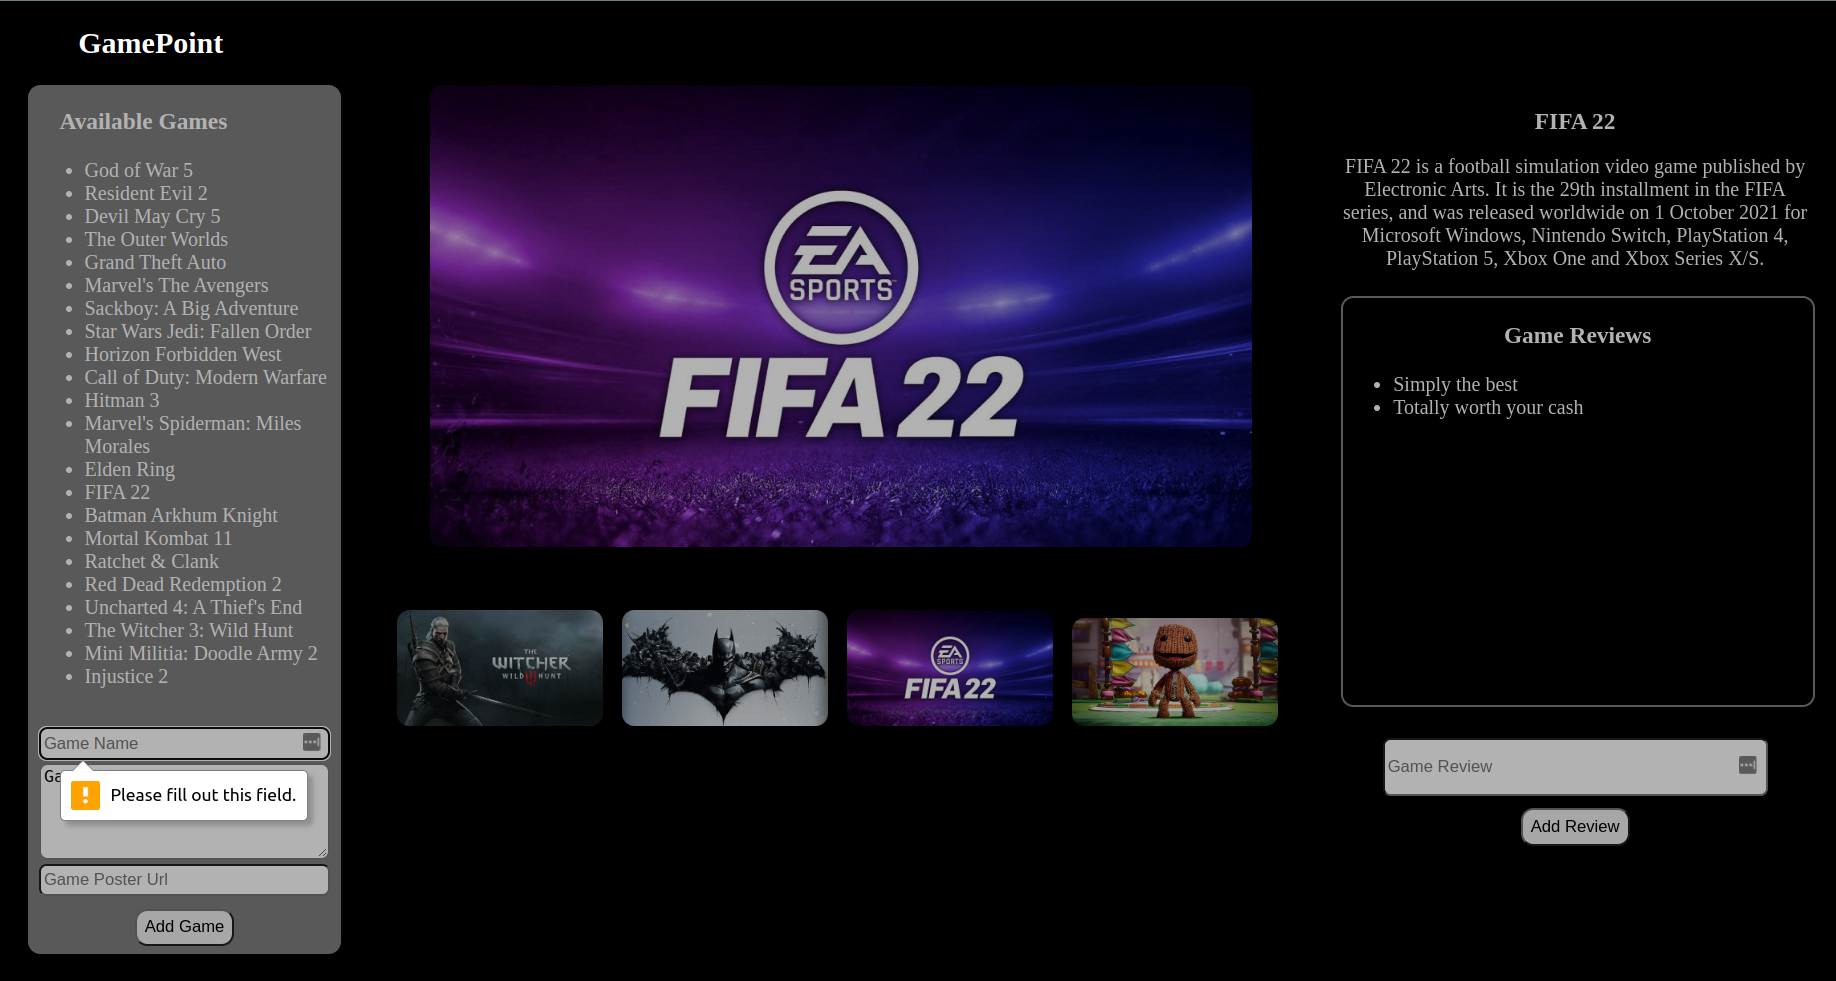 GamePoint
Available Games
God of War 5
Resident Evil 2
Devil May Cry 5
The Outer Worlds
Grand Theft Auto
Marvel's The Avengers
Sackboy: A Big Adventure
Star Wars Jedi: Fallen Order
Horizon Forbidden West
Call of Duty: Modern Warfare
Hitman 3
Marvel's Spiderman: Miles
Morales
Elden Ring
FIFA 22
Batman Arkhum Knight
Mortal Kombat 11
Ratchet & Clank
Red Dead Redemption 2
Uncharted 4: A Thief's End
The Witcher 3: Wild Hunt
Mini Militia: Doodle Army 2
Injustice 2
Game Name
Please fill out this field.
Game Poster Url
Add Game
EA
SPORTS
FIFA 22
THE
WITCHER
WILD HUNT
EA
SPORTS
FIFA 22
FIFA 22
FIFA 22 is a football simulation video game published by
Electronic Arts. It is the 29th installment in the FIFA
series, and was released worldwide on 1 October 2021 for
Microsoft Windows, Nintendo Switch, PlayStation 4,
PlayStation 5, Xbox One and Xbox Series X/S.
Game Reviews
Simply the best
Totally worth your cash
Game Review
Add Review